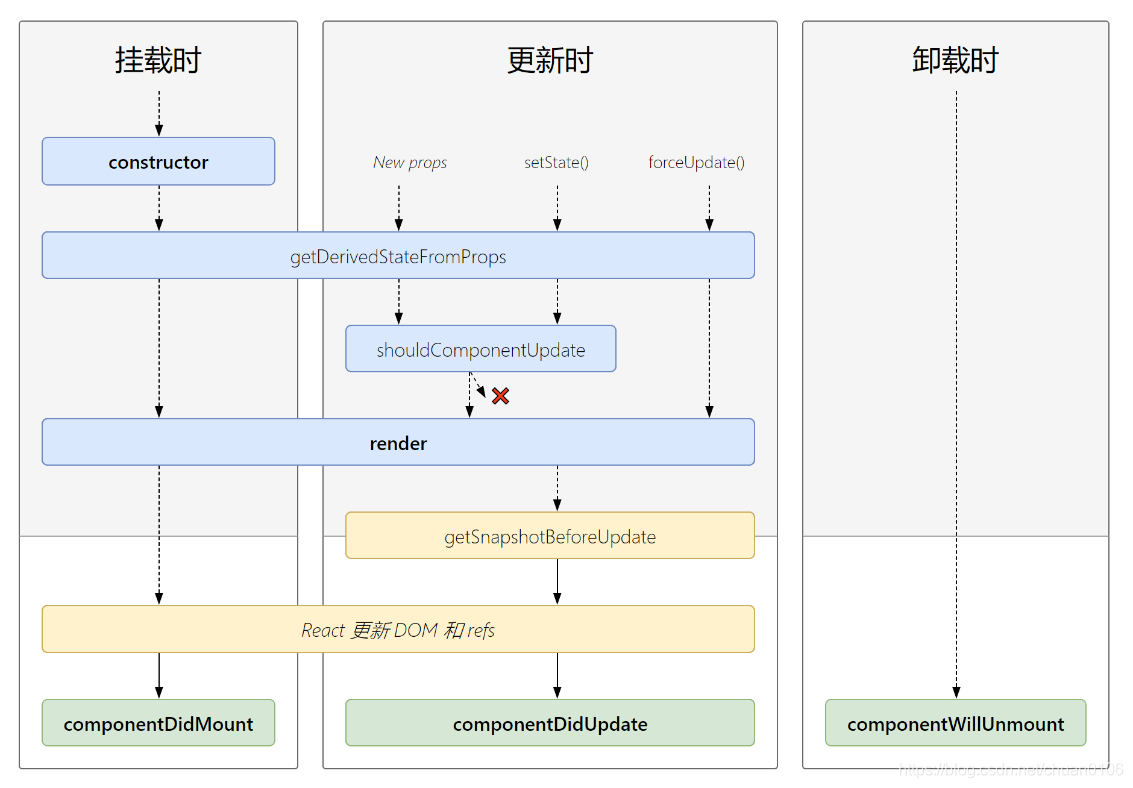 挂载时
更新时
卸载时
constructor
New props
setState()
forceUpdate()
getDerivedStateFromProps
shouldComponentUpdate
render
getSnapshotBeforeUpdate
React 更新 DOM 和 refs
componentDidMount
componentDidUpdate
componentWillUnmount
https://blog.csdn.net/chuan0106